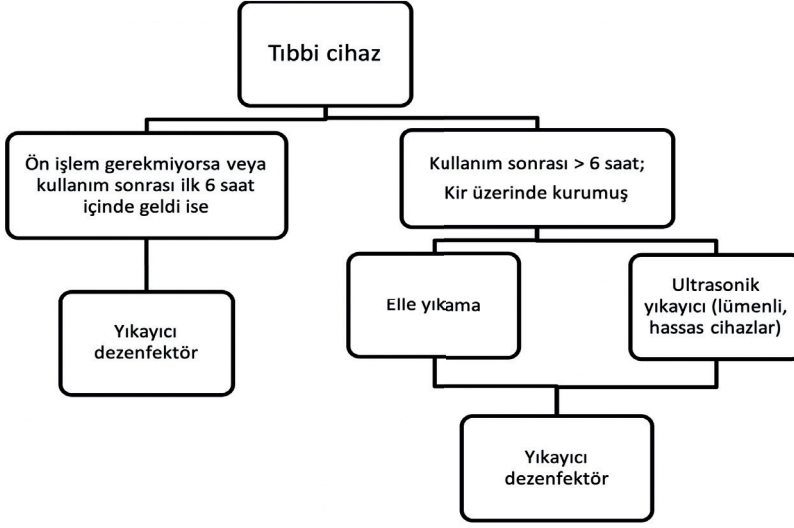 Tıbbi cihaz
Ön işlem gerekmiyorsa veya
kullanım sonrası ilk 6 saat
içinde geldi ise
Kullanım sonrası > 6 saat;
Kir üzerinde kurumuş
Yıkayıcı
dezenfektör
Elle yıkama
Ultrasonik
yıkayıcı (lümenli,
hassas cihazlar)
Yıkayıcı
dezenfektör